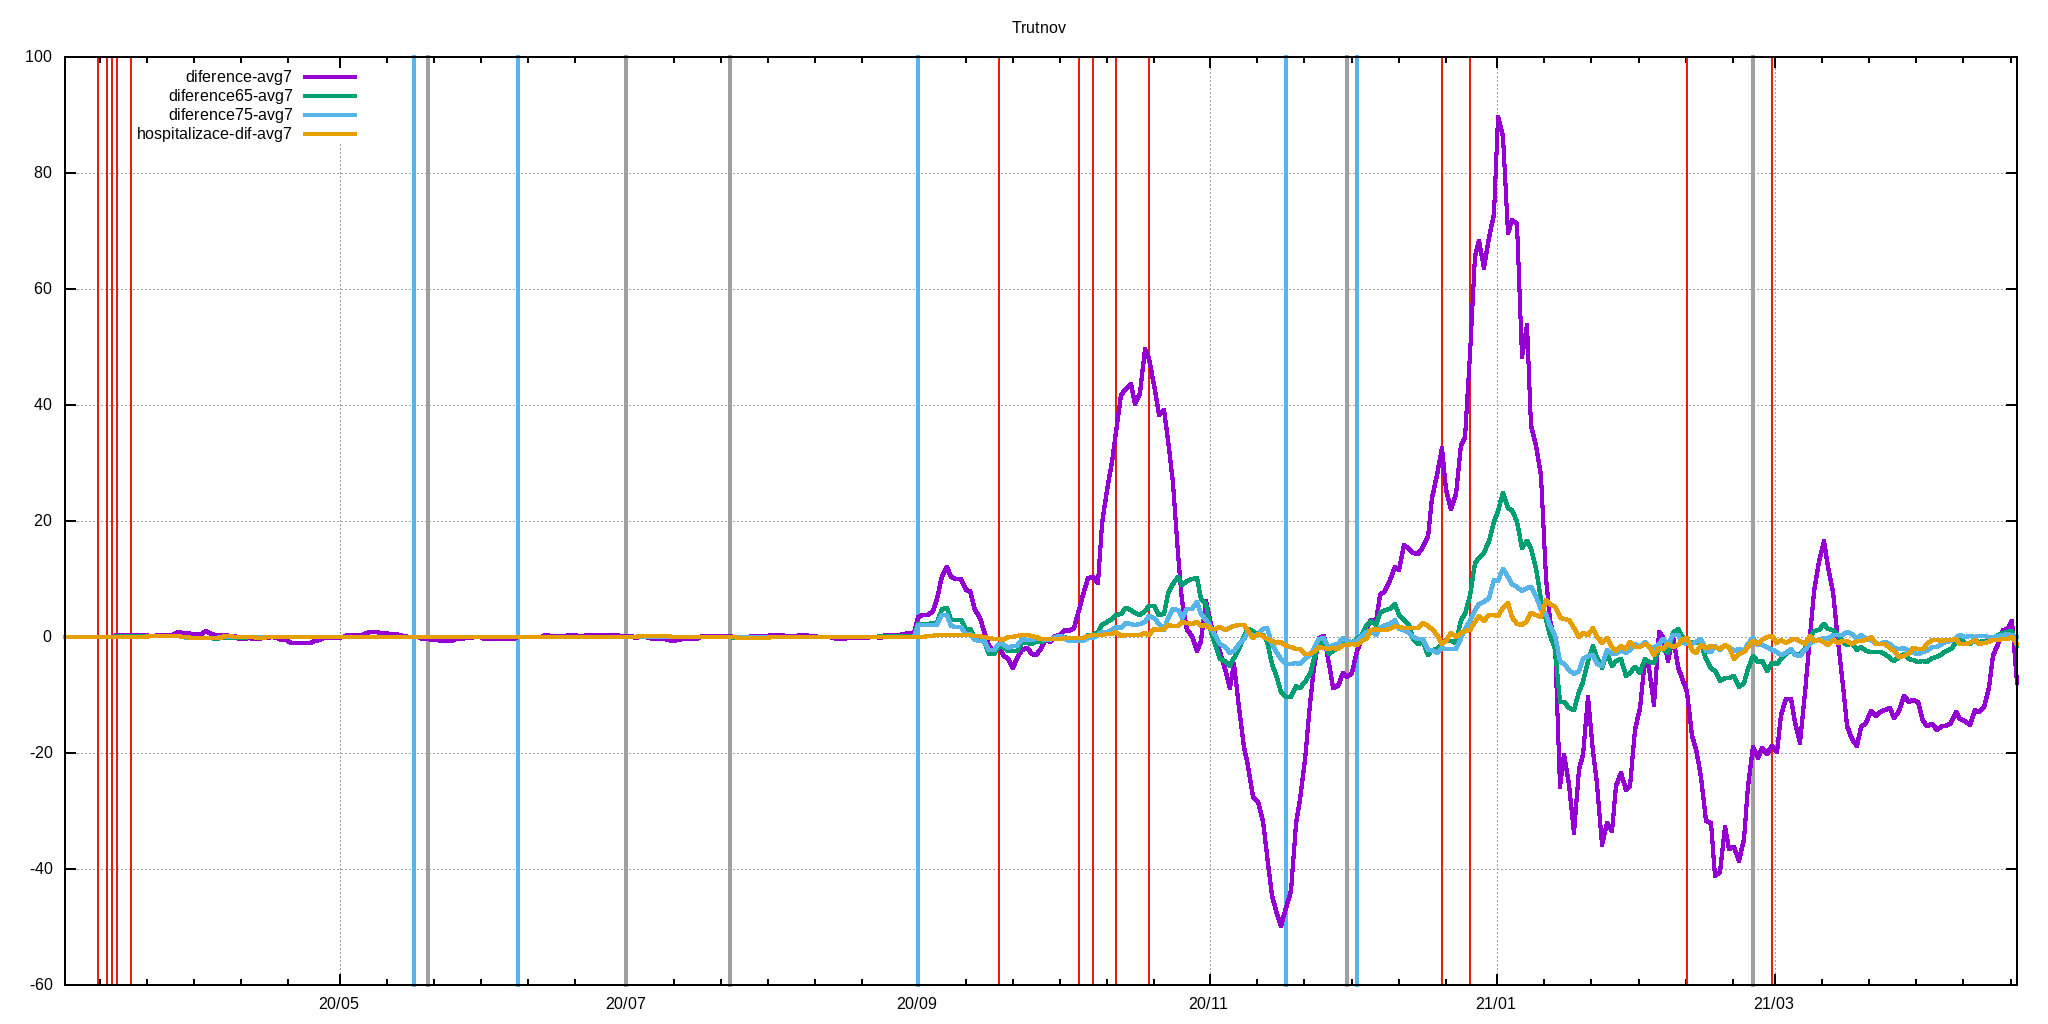 Trutnov
100
80
60
40
20
0
-20
-40
-60
diference-avg7
diference65-avg7
diference75-avg7
hospitalizace-dif-avg7
20/05 20/07 20/09 20/11 21/01 21/03